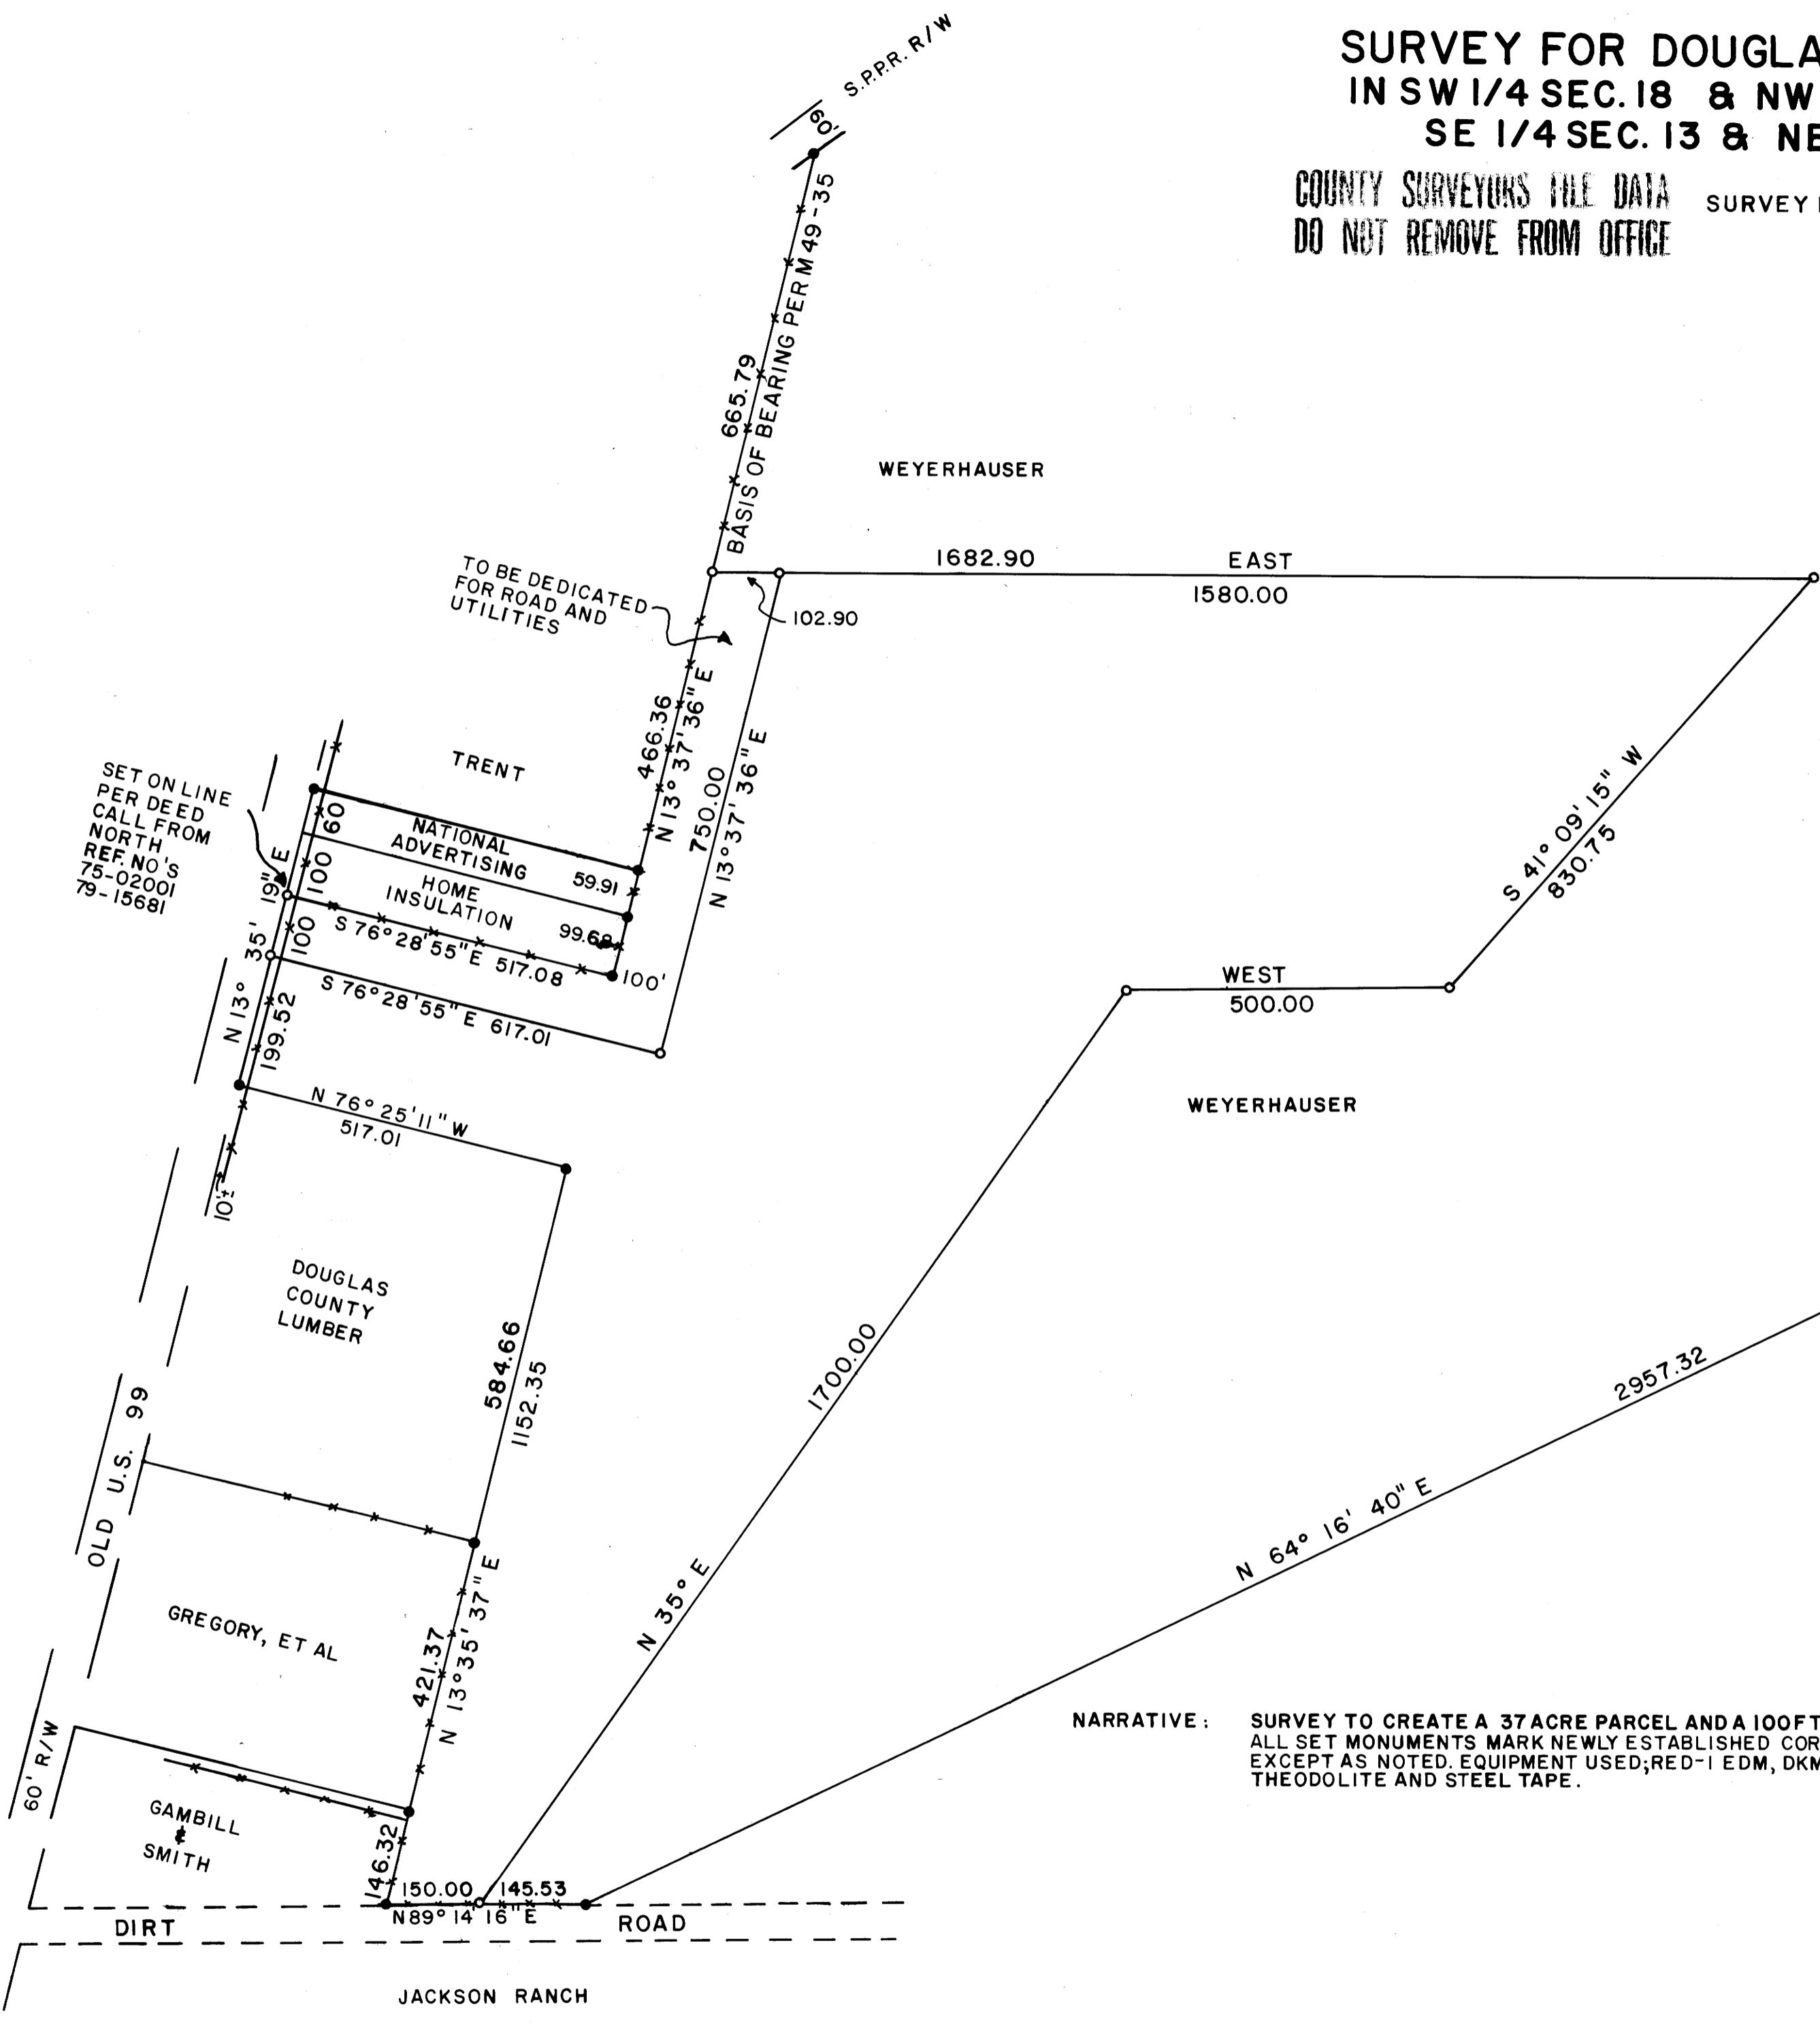 SURVEY FOR DOUGLA
IN SW 1/4 SEC. 18 & NW
SE 1/4 SEC. 13 & NE
COUNTY SURVEYORS FILE DATA
DO NOT REMOVE FROM OFFICE
SURVEY
S.P.P.R. R/W
60'
BASIS OF BEARING PER M 49-35
665.79
WEYERHAUSER
1682.90 EAST
1580.00
102.90
TO BE DEDICATED
FOR ROAD AND
UTILITIES
466.36
N 13° 37' 36" E
750.00
N 13° 37' 36" E
S 41° 09' 15" W
830.75
TRENT
SET ON LINE
PER DEED
CALL FROM
NORTH
REF. NO'S
75-02001
79-15681
60
100
100
NATIONAL
ADVERTISING
59.91
HOME
INSULATION
99.68
S 76° 28' 55" E 517.08
100'
S 76° 28' 55" E 617.01
N 13° 35' 19" E
199.52
WEST
500.00
WEYERHAUSER
N 76° 25' 11" W
517.01
10'±
DOUGLAS
COUNTY
LUMBER
584.66
1152.35
OLD U.S. 99
1700.00
N 35° E
2957.32
N 64° 16' 40" E
GREGORY, ET AL
421.37
N 13° 35' 37" E
60' R/W
GAMBILL
&
SMITH
146.32
150.00 145.53
N 89° 14' 16" E
DIRT ROAD
JACKSON RANCH
NARRATIVE: SURVEY TO CREATE A 37 ACRE PARCEL AND A 100 FT
ALL SET MONUMENTS MARK NEWLY ESTABLISHED COR
EXCEPT AS NOTED. EQUIPMENT USED; RED-1 EDM, DKM
THEODOLITE AND STEEL TAPE.